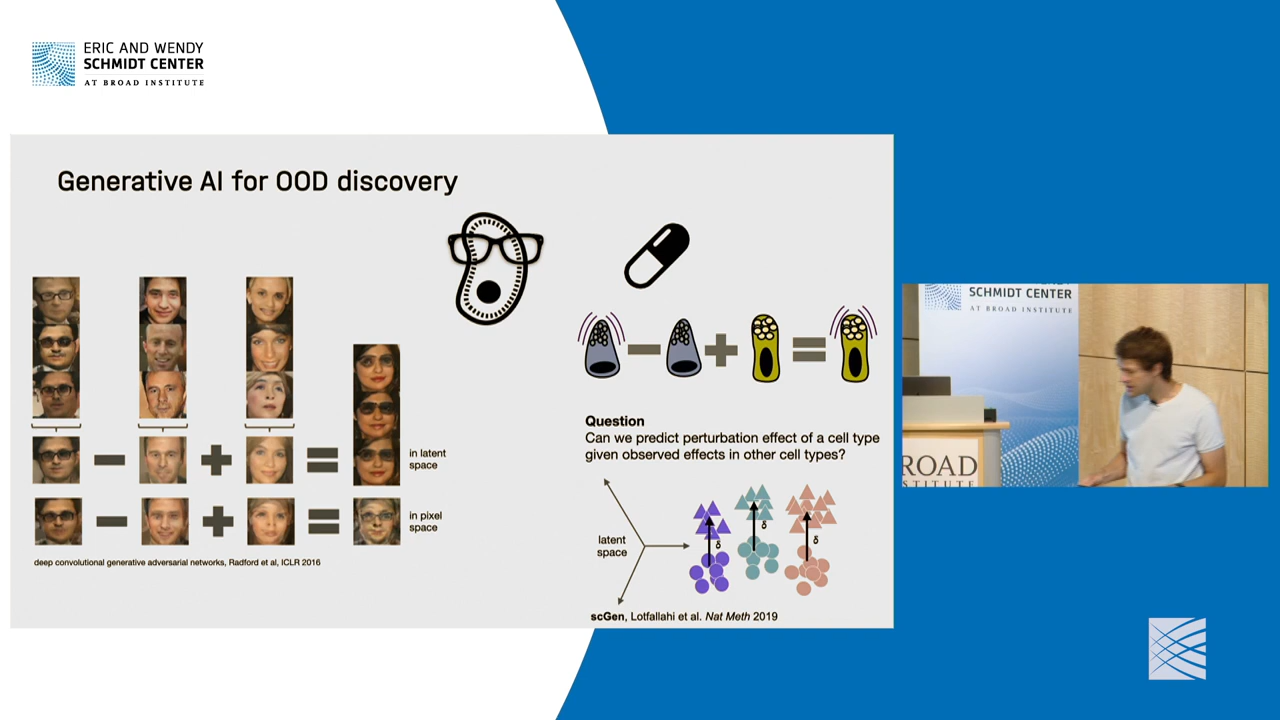 ERIC AND WENDY
SCHMIDT CENTER
AT BROAD INSTITUTE
Generative AI for OOD discovery
in latent
space
in pixel
space
deep convolutional generative adversarial networks, Radford et al, ICLR 2016
Question
Can we predict perturbation effect of a cell type
given observed effects in other cell types?
latent
space
δ
δ
δ
scGen, Lotfallahi et al. Nat Meth 2019
SCHMIDT CENTER
AT BROAD INSTITUTE
ROAD
STITUTE